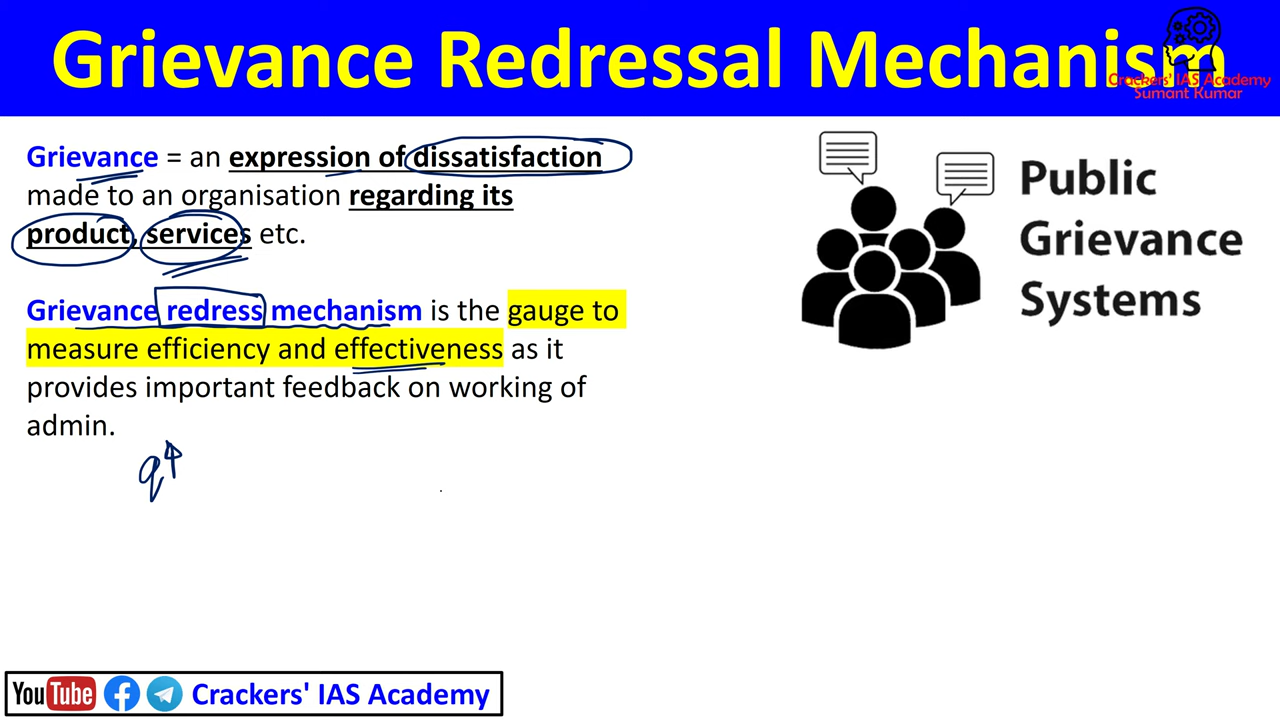 Grievance Redressal Mechanism
Crackers' IAS Academy
Sumant Kumar
Grievance = an expression of dissatisfaction
made to an organisation regarding its
product, services etc.
Grievance redress mechanism is the gauge to
measure efficiency and effectiveness as it
provides important feedback on working of
admin.
Public
Grievance
Systems
YouTube Crackers' IAS Academy